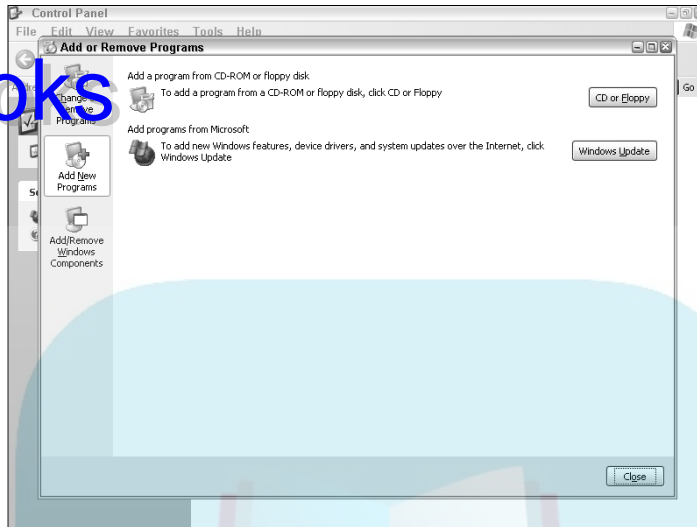 Control Panel
File Edit View Favorites Tools Help
Add or Remove Programs
oks
Go
Change or Remove Programs
Add a program from CD-ROM or floppy disk
To add a program from a CD-ROM or floppy disk, click CD or Floppy
CD or Floppy
Add programs from Microsoft
To add new Windows features, device drivers, and system updates over the Internet, click
Windows Update
Windows Update
Add New
Programs
Add/Remove
Windows
Components
Close